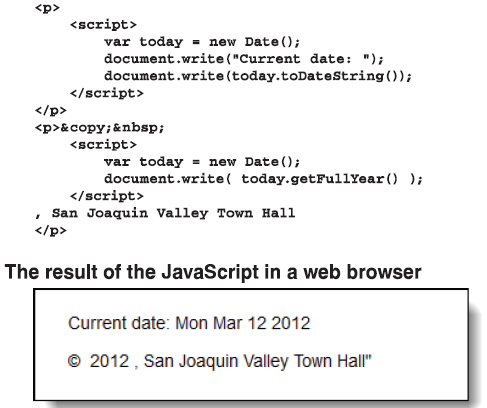 <p>
    <script>
        var today = new Date();
        document.write("Current date: ");
        document.write(today.toDateString());
    </script>
</p>
<p>&copy;&nbsp;
    <script>
        var today = new Date();
        document.write( today.getFullYear() );
    </script>
, San Joaquin Valley Town Hall
</p>
The result of the JavaScript in a web browser
Current date: Mon Mar 12 2012
© 2012 , San Joaquin Valley Town Hall"